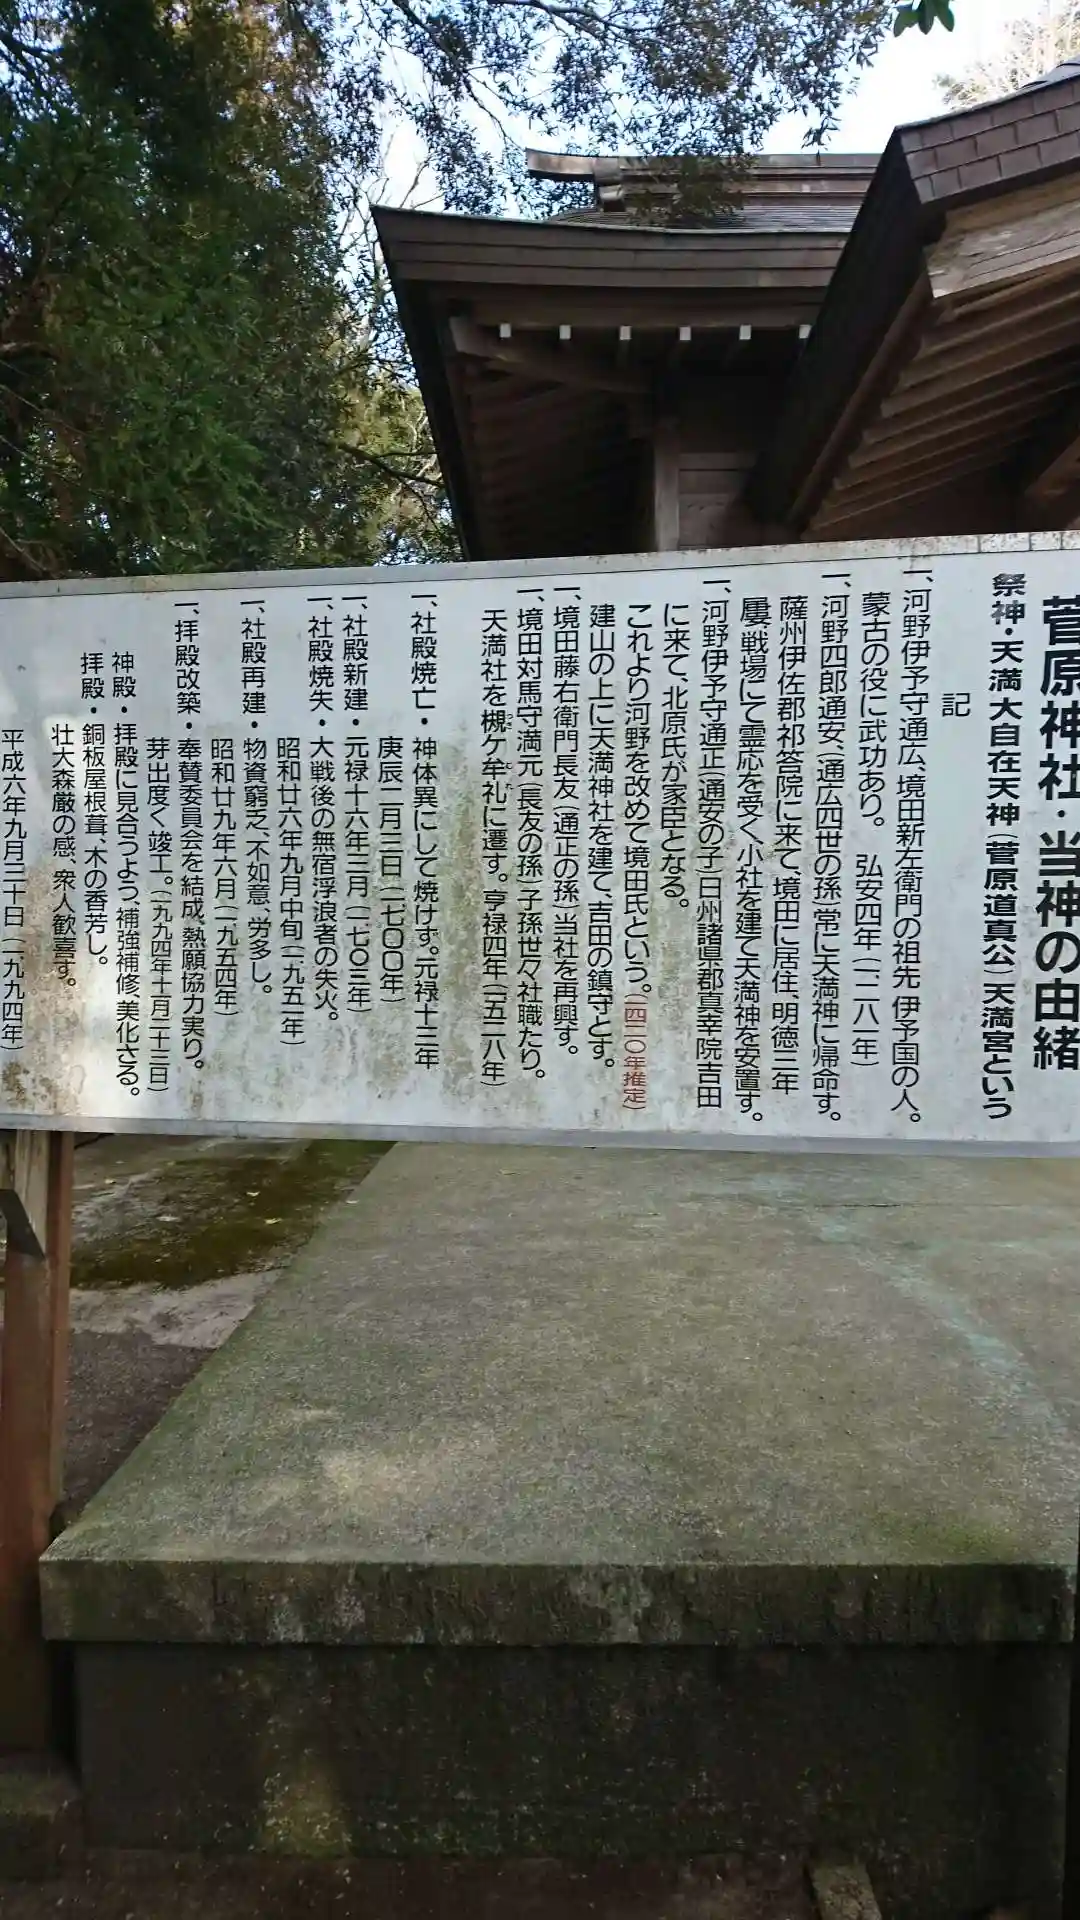 菅原神社・当神の由緒
祭神・天満大自在天神(菅原道真公)天満宮という
記
一、河野伊予守通広、境田新左衛門の祖先 伊予国の人。
蒙古の役に武功あり。 弘安四年(一二八一年)
一、河野四郎通安、(通広四世の孫)常に天満神に帰命す。
薩州伊佐郡祁答院に来て、境田に居住、明徳三年
屢、戦場にて霊応を受く小社を建て天満神を安置す。
一、河野伊予守通正(通安の子)日州諸県郡真幸院吉田
に来て、北原氏が家臣となる。
これより河野を改めて境田氏という。(一四二〇年推定)
建山の上に天満神社を建て、吉田の鎮守とす。
一、境田藤右衛門長友(通正の孫)当社を再興す。
一、境田対馬守満元(長友の孫)子孫世々社職たり。
天満社を槻ケ牟礼に遷す。亨禄四年(一五二八年)
一、社殿焼亡・神体異にして焼けず。元禄十三年
庚辰二月三日(一七〇〇年)
一、社殿新建・元禄十六年三月(一七〇三年)
一、社殿焼失・大戦後の無宿浮浪者の失火。
昭和廿六年九月中旬(一九五一年)
一、社殿再建・物資窮乏、不如意、労多し。
昭和廿九年六月(一九五四年)
一、拝殿改築・奉賛委員会を結成、熱願協力実り。
芽出度く竣工。(一九九四年十一月二十三日)
神殿・拝殿に見合うよう、補強補修、美化さる。
拝殿・銅板屋根葺、木の香芳し。
壮大森厳の感、衆人歓喜す。
平成六年九月三十日(一九九四年)